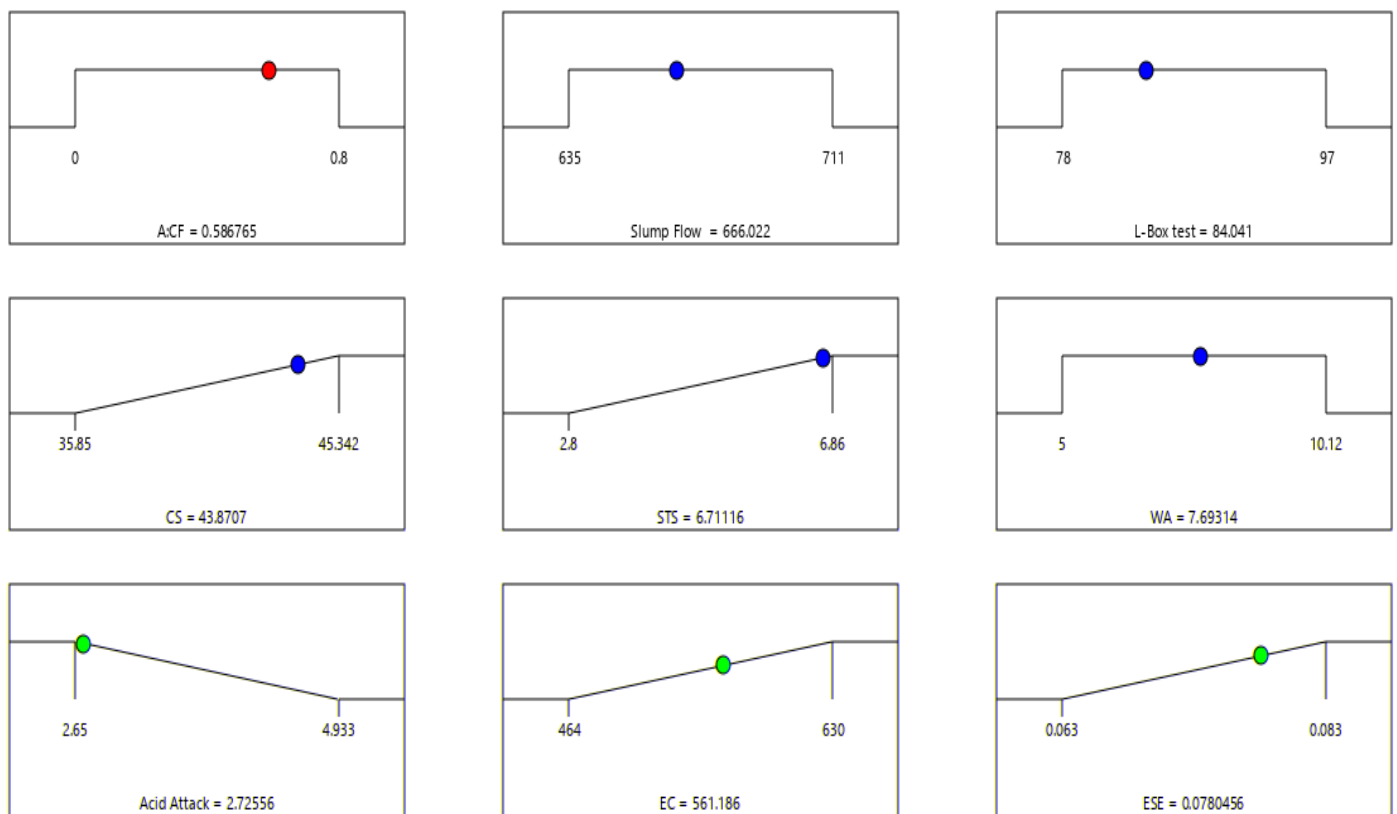 0 0.8
A:CF = 0.586765
635 711
Slump Flow = 666.022
78 97
L-Box test = 84.041
35.85 45.342
CS = 43.8707
2.8 6.86
STS = 6.71116
5 10.12
WA = 7.69314
2.65 4.933
Acid Attack = 2.72556
464 630
EC = 561.186
0.063 0.083
ESE = 0.0780456